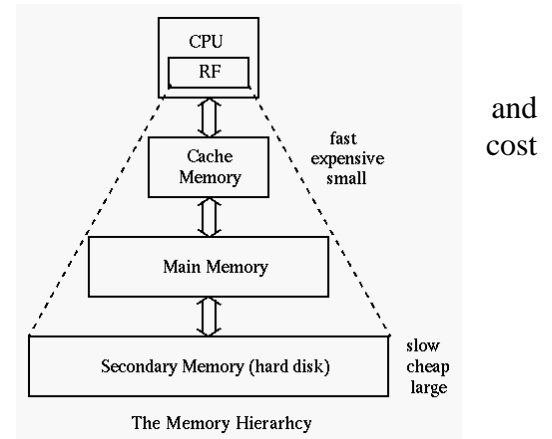 CPU
RF
and
cost
Cache
Memory
fast
expensive
small
Main Memory
Secondary Memory (hard disk)
slow
cheap
large
The Memory Hierarhcy